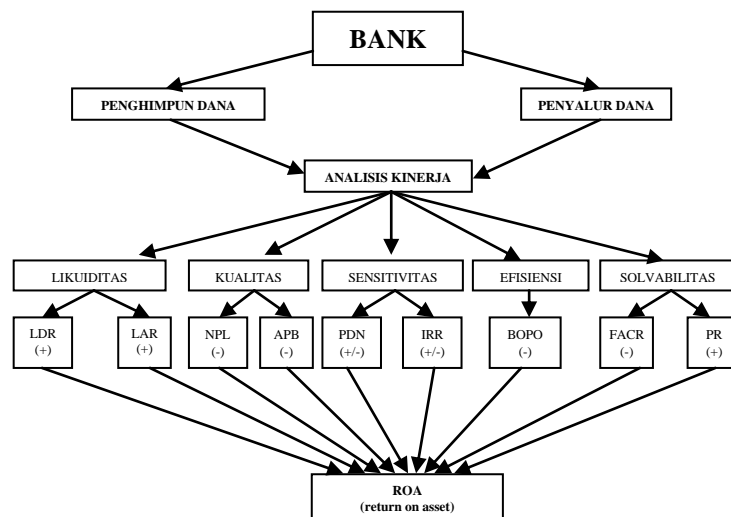 BANK
PENGHIMPUN DANA
PENYALUR DANA
ANALISIS KINERJA
LIKUIDITAS
KUALITAS
SENSITIVITAS
EFISIENSI
SOLVABILITAS
LDR
(+)
LAR
(+)
NPL
(-)
APB
(-)
PDN
(+/-)
IRR
(+/-)
BOPO
(-)
FACR
(-)
PR
(+)
ROA
(return on asset)